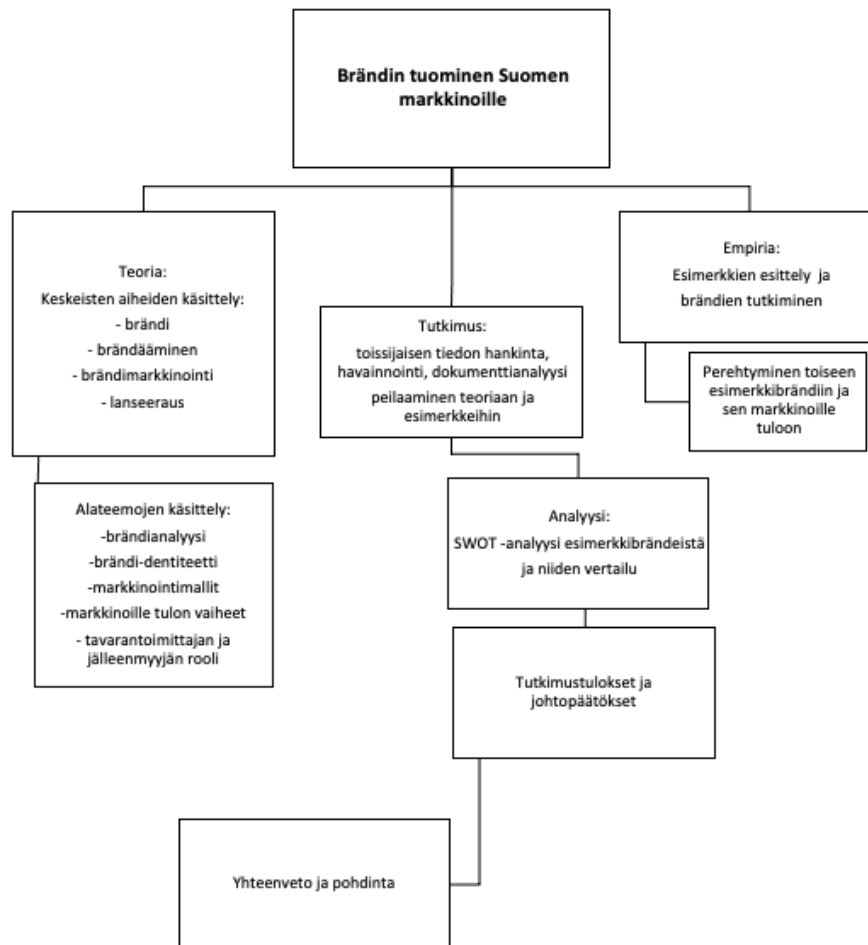 Brändin tuominen Suomen
markkinoille
Teoria:
Keskeisten aiheiden käsittely:
- brändi
- brändääminen
- brändimarkkinointi
- lanseeraus
Alateemojen käsittely:
-brändianalyysi
-brändi-dentiteetti
-markkinointimallit
-markkinoille tulon vaiheet
- tavarantoimittajan ja
jälleenmyyjän rooli
Tutkimus:
toissijaisen tiedon hankinta,
havainnointi, dokumenttianalyysi
peilaaminen teoriaan ja
esimerkkeihin
Empiria:
Esimerkkien esittely ja
brändien tutkiminen
Perehtyminen toiseen
esimerkkibrändiin ja
sen markkinoille
tuloon
Analyysi:
SWOT -analyysi esimerkkibrändeistä
ja niiden vertailu
Tutkimustulokset ja
johtopäätökset
Yhteenveto ja pohdinta